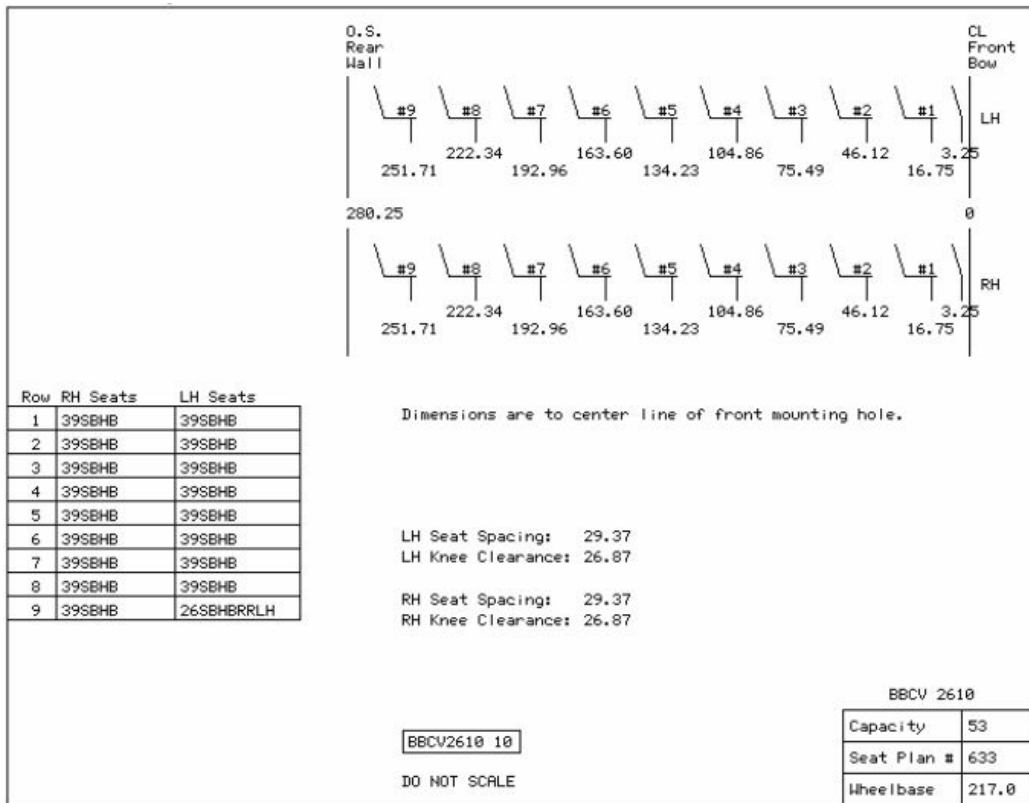 O.S. Rear Wall
CL Front Bow
#9 #8 #7 #6 #5 #4 #3 #2 #1 LH
222.34 163.60 104.86 46.12 3.25
251.71 192.96 134.23 75.49 16.75
280.25 0
#9 #8 #7 #6 #5 #4 #3 #2 #1 RH
222.34 163.60 104.86 46.12 3.25
251.71 192.96 134.23 75.49 16.75
Row RH Seats LH Seats
1 39SBHB 39SBHB
2 39SBHB 39SBHB
3 39SBHB 39SBHB
4 39SBHB 39SBHB
5 39SBHB 39SBHB
6 39SBHB 39SBHB
7 39SBHB 39SBHB
8 39SBHB 39SBHB
9 39SBHB 26SBHBRRLH
Dimensions are to center line of front mounting hole.
LH Seat Spacing: 29.37
LH Knee Clearance: 26.87
RH Seat Spacing: 29.37
RH Knee Clearance: 26.87
BBCV2610 10
DO NOT SCALE
BBCV 2610
Capacity 53
Seat Plan # 633
Wheelbase 217.0